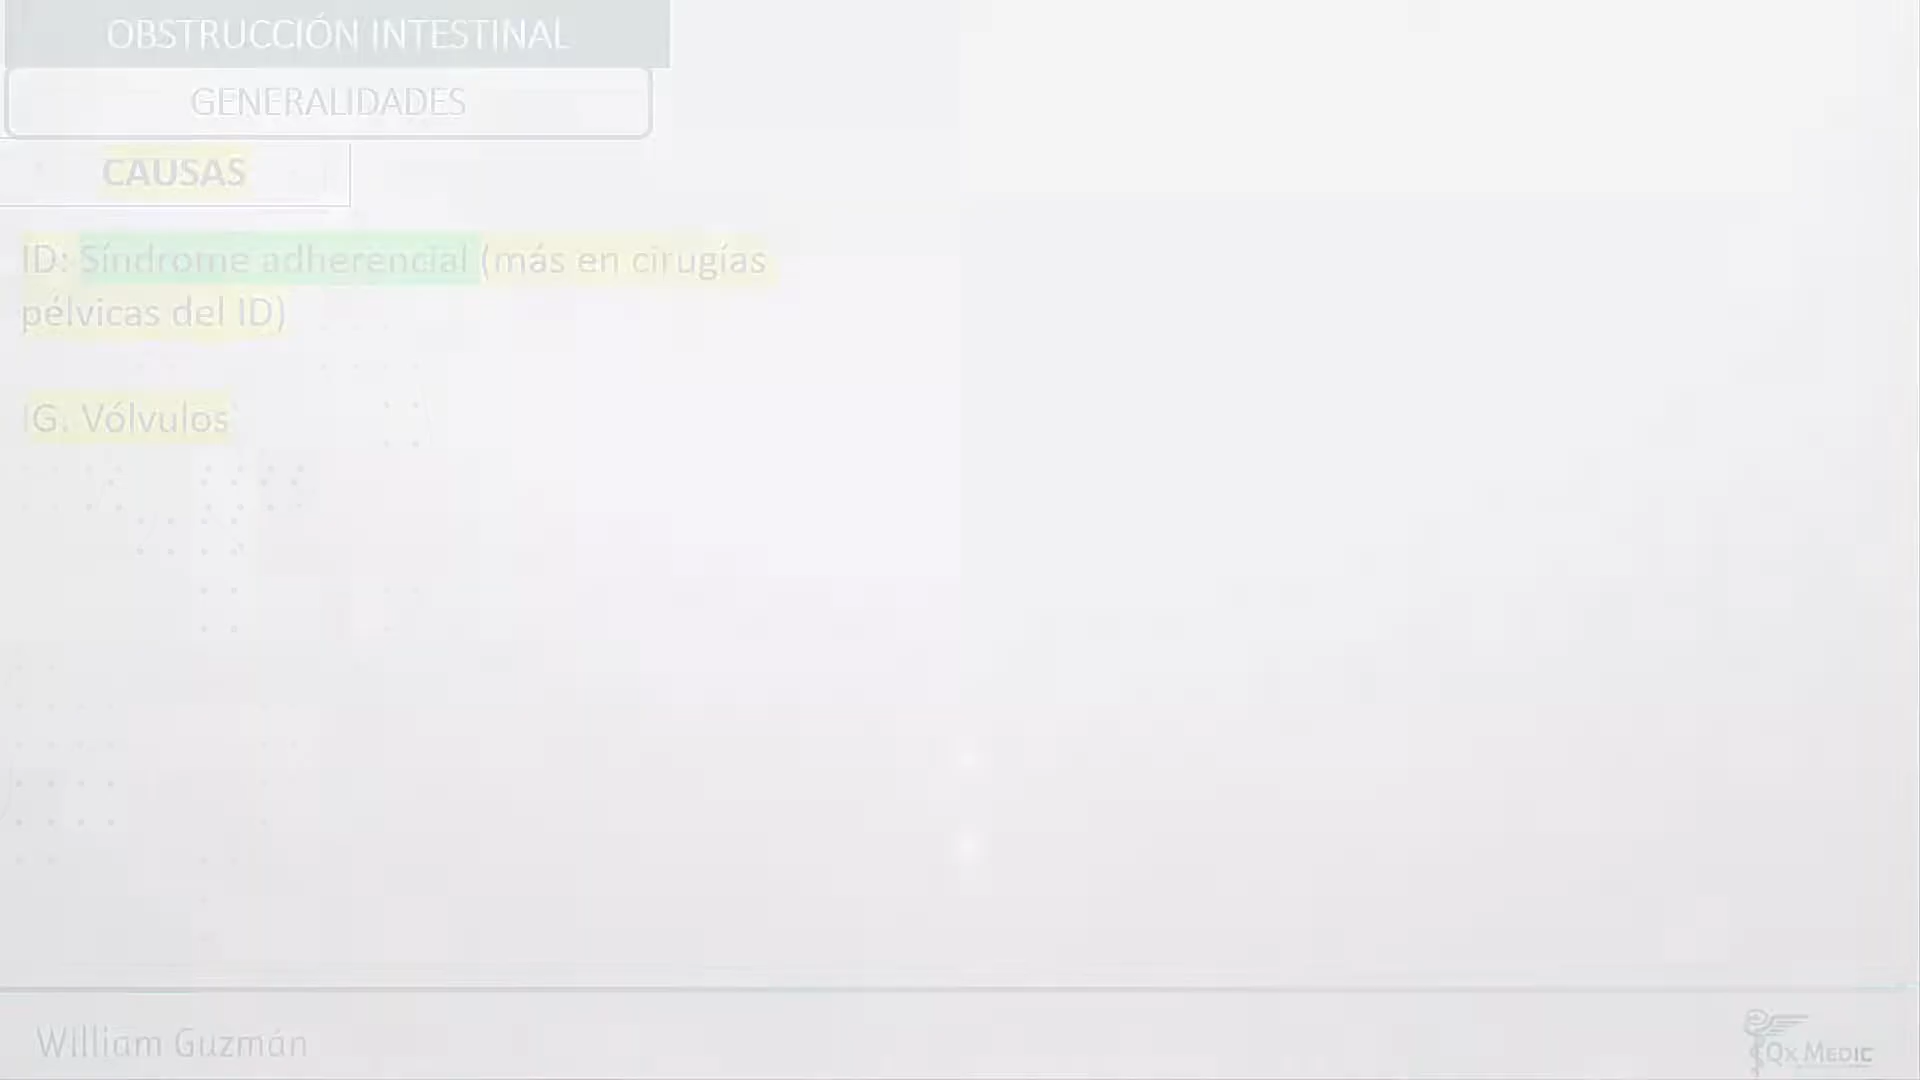 OBSTRUCCIÓN INTESTINAL
GENERALIDADES
CAUSAS
ID: Síndrome adherencial (más en cirugías
pélvicas del ID)
IG. Vólvulos
William Guzmán
Qx MEDIC